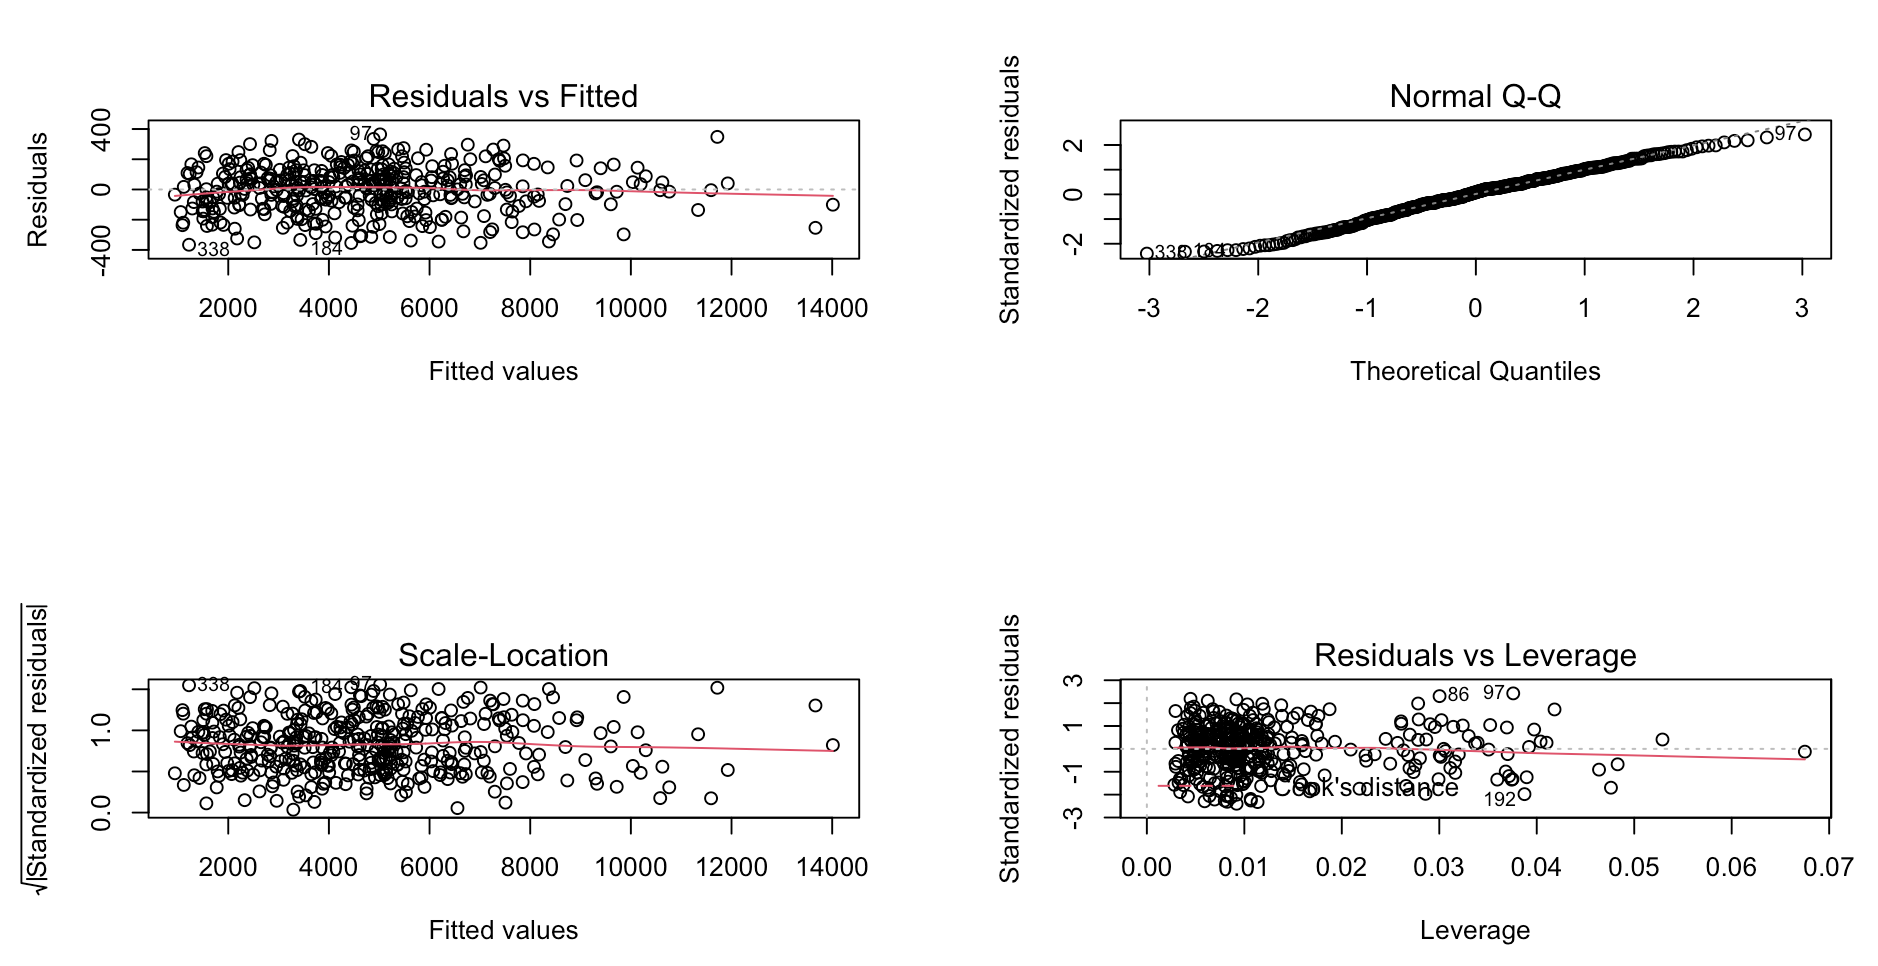 Residuals vs Fitted
Residuals
400
0
-400
97
338
184
2000 4000 6000 8000 10000 12000 14000
Fitted values
Normal Q-Q
Standardized residuals
2
0
-2
97
338
184
-3 -2 -1 0 1 2 3
Theoretical Quantiles
Scale-Location
√|Standardized residuals|
1.0
0.0
338
184
97
2000 4000 6000 8000 10000 12000 14000
Fitted values
Residuals vs Leverage
Standardized residuals
3
1
-1
-3
86
97
Cook's distance
192
0.00 0.01 0.02 0.03 0.04 0.05 0.06 0.07
Leverage